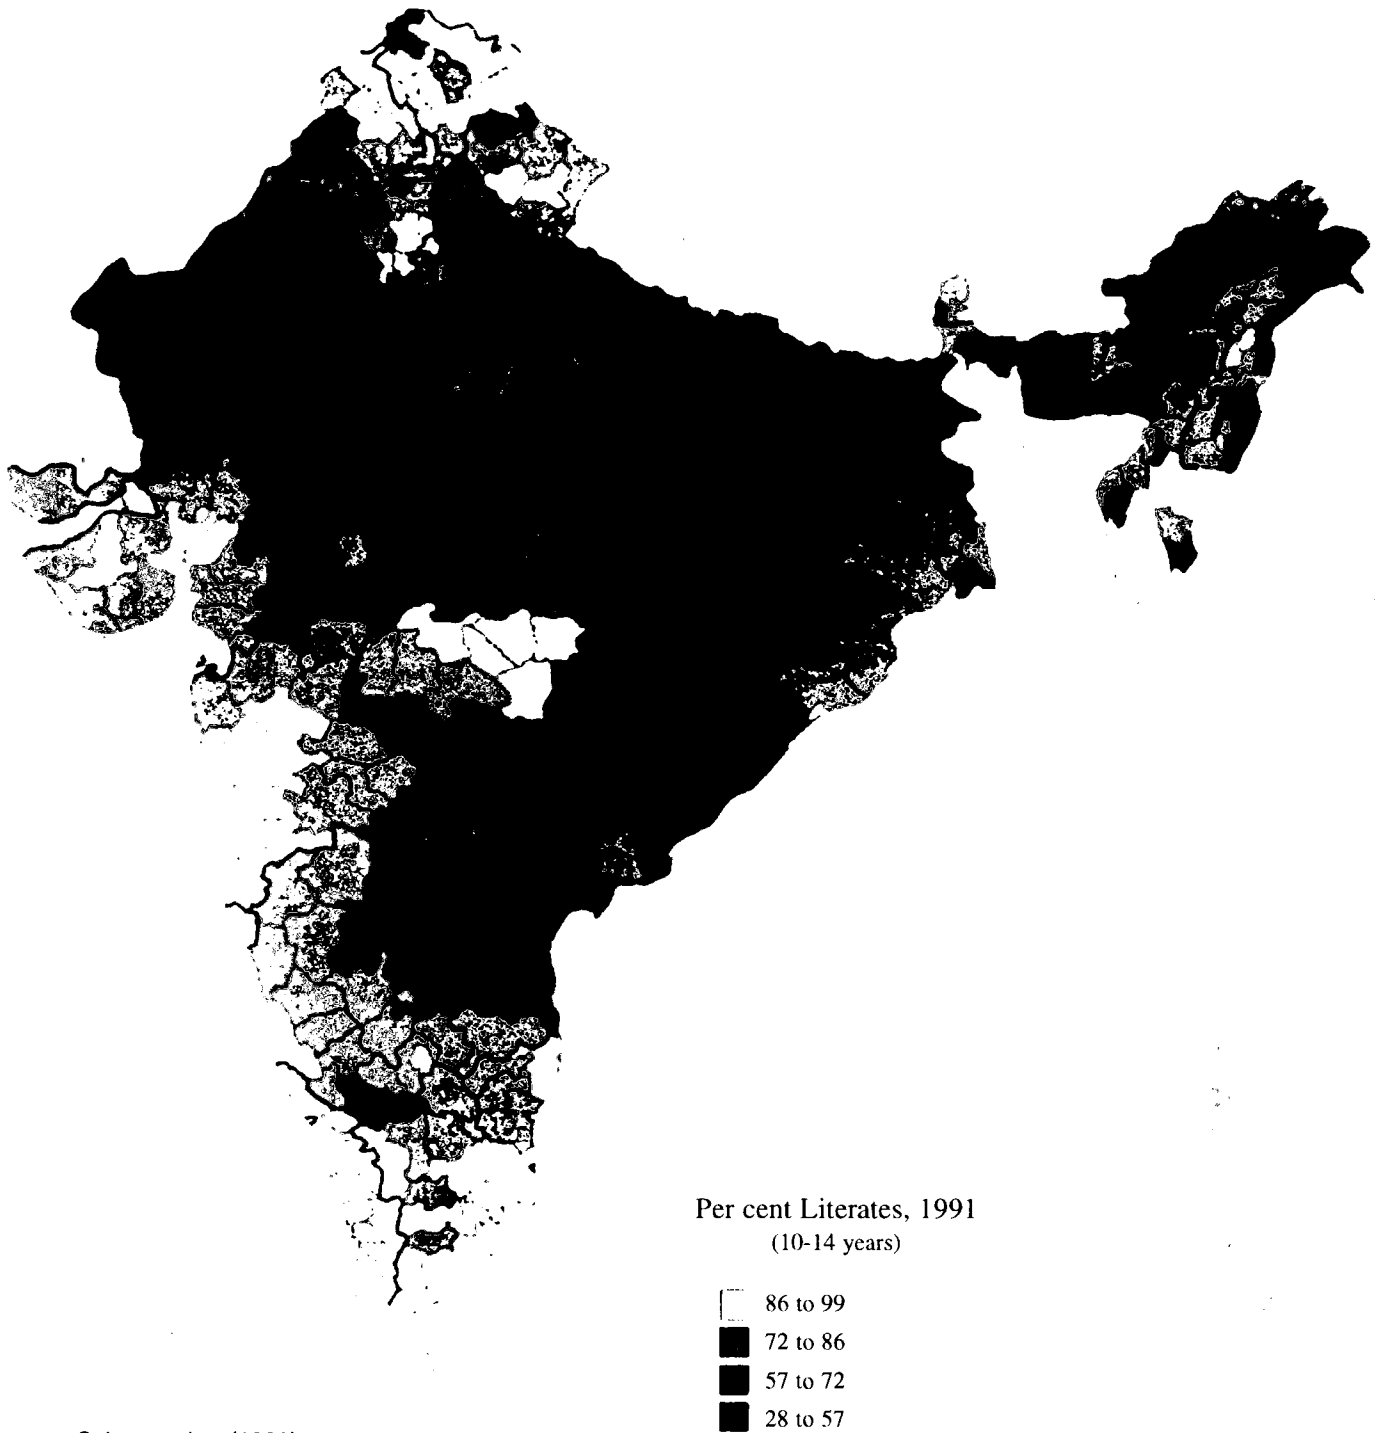 Per cent Literates, 1991
(10-14 years)
86 to 99
72 to 86
57 to 72
28 to 57
(1991)